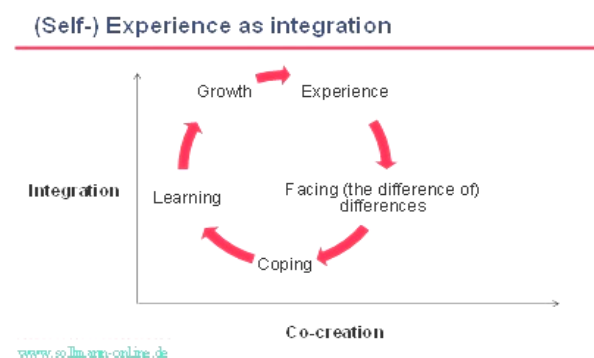 (Self-) Experience as integration
Growth
Experience
Integration
Learning
Facing (the difference of)
differences
Coping
Co-creation
www.sollmann-online.de